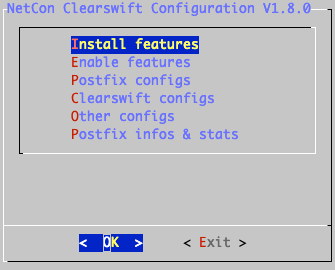 NetCon Clearswift Configuration V1.8.0
Install features
Enable features
Postfix configs
Clearswift configs
Other configs
Postfix infos & stats
< OK > < Exit >